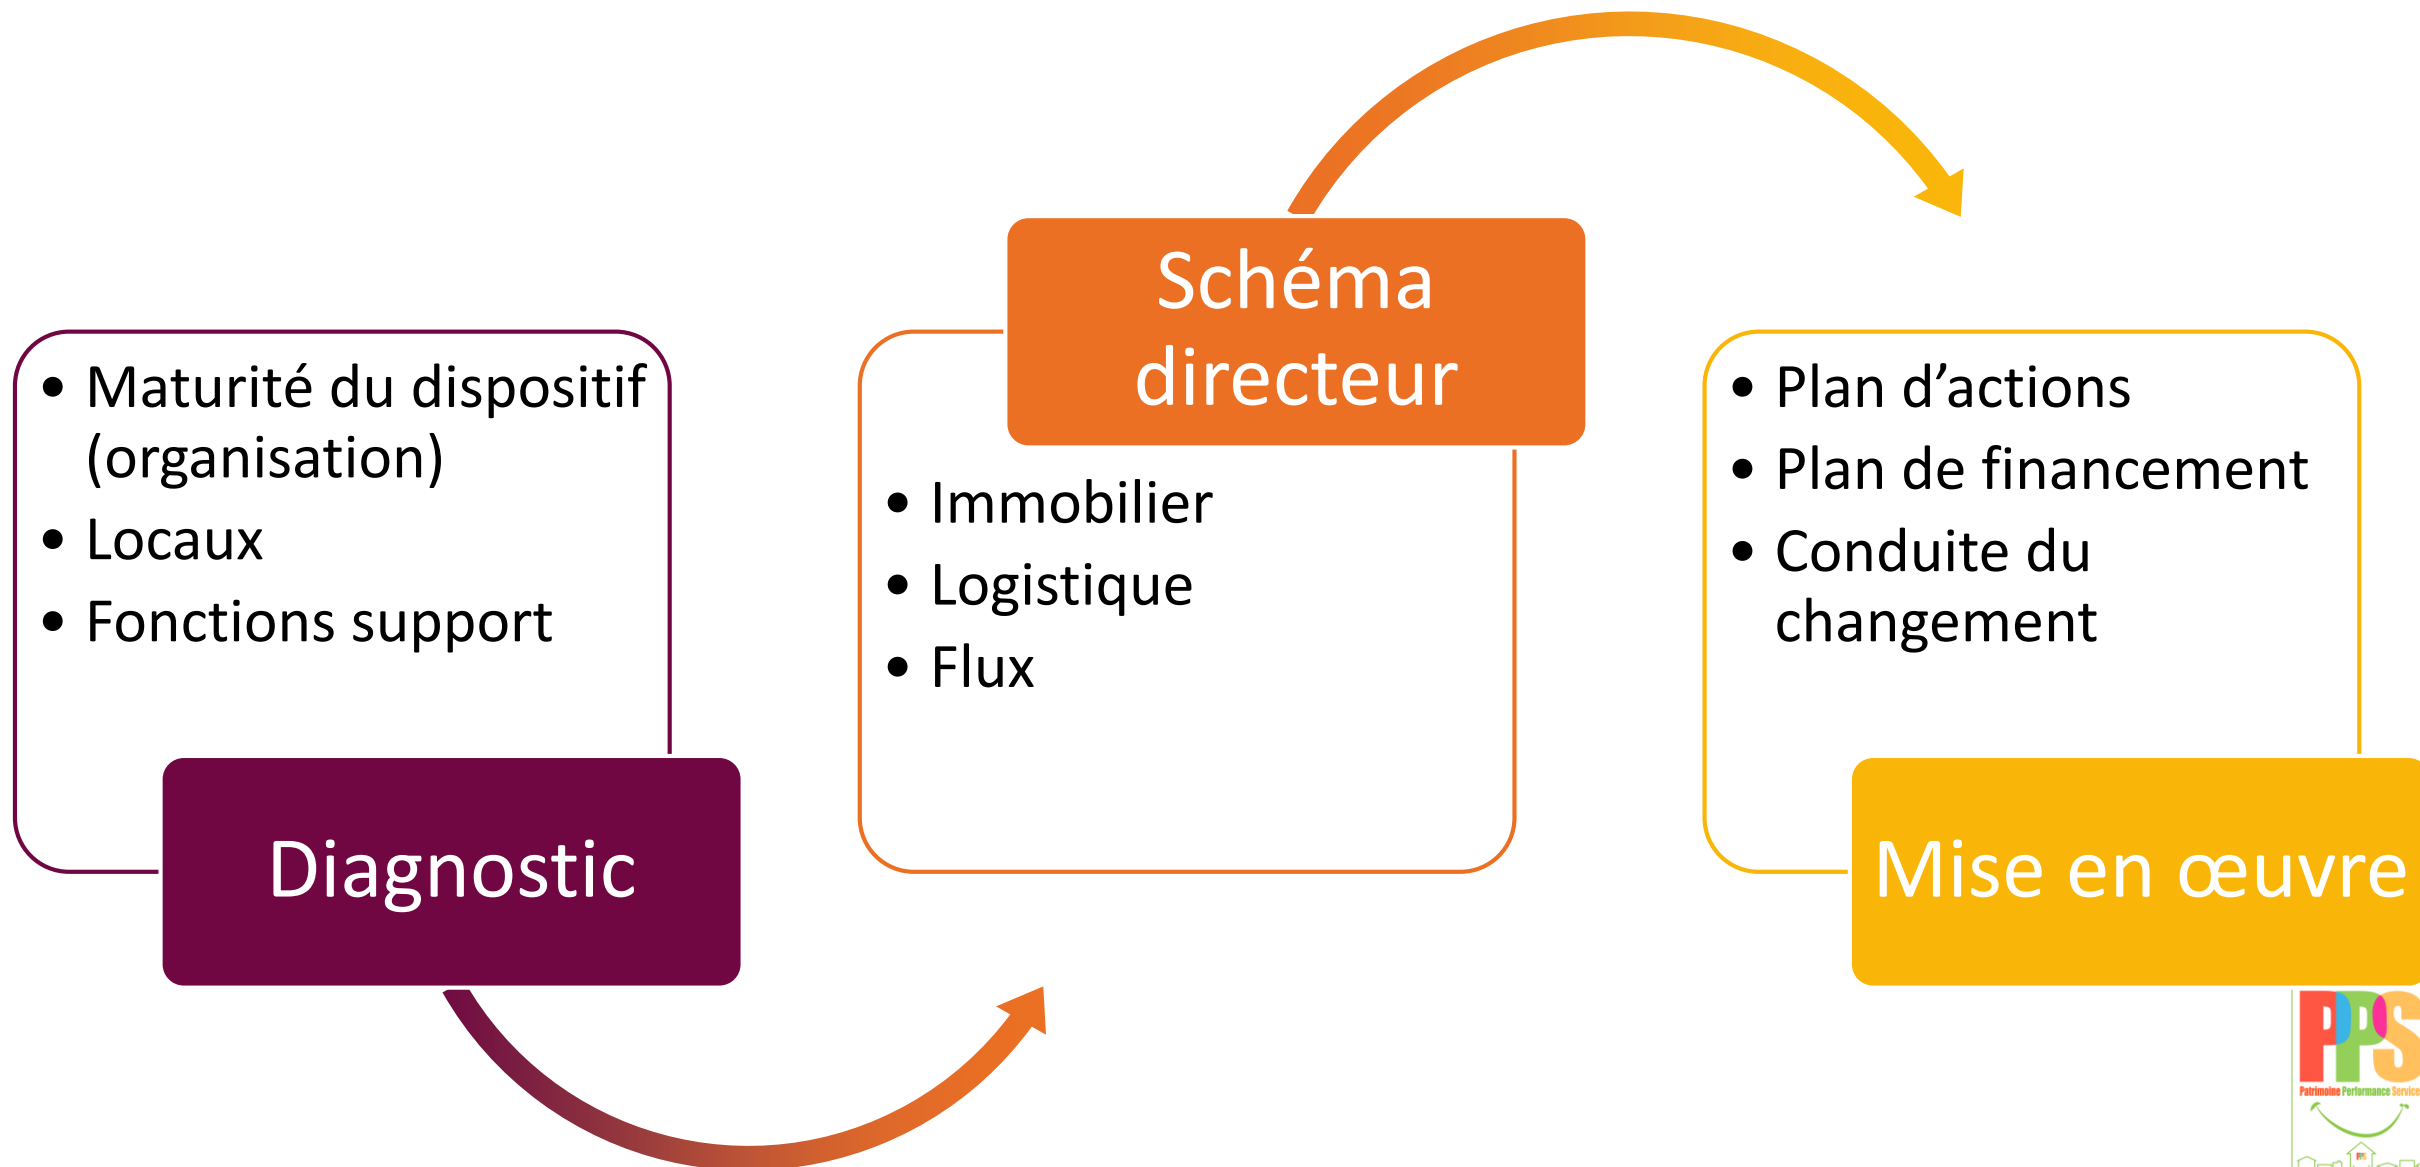 • Maturité du dispositif
(organisation)
• Locaux
• Fonctions support
Diagnostic
Schéma
directeur
• Immobilier
• Logistique
• Flux
• Plan d’actions
• Plan de financement
• Conduite du
changement
Mise en œuvre
PPS
Patrimoine Performance Service
PPS